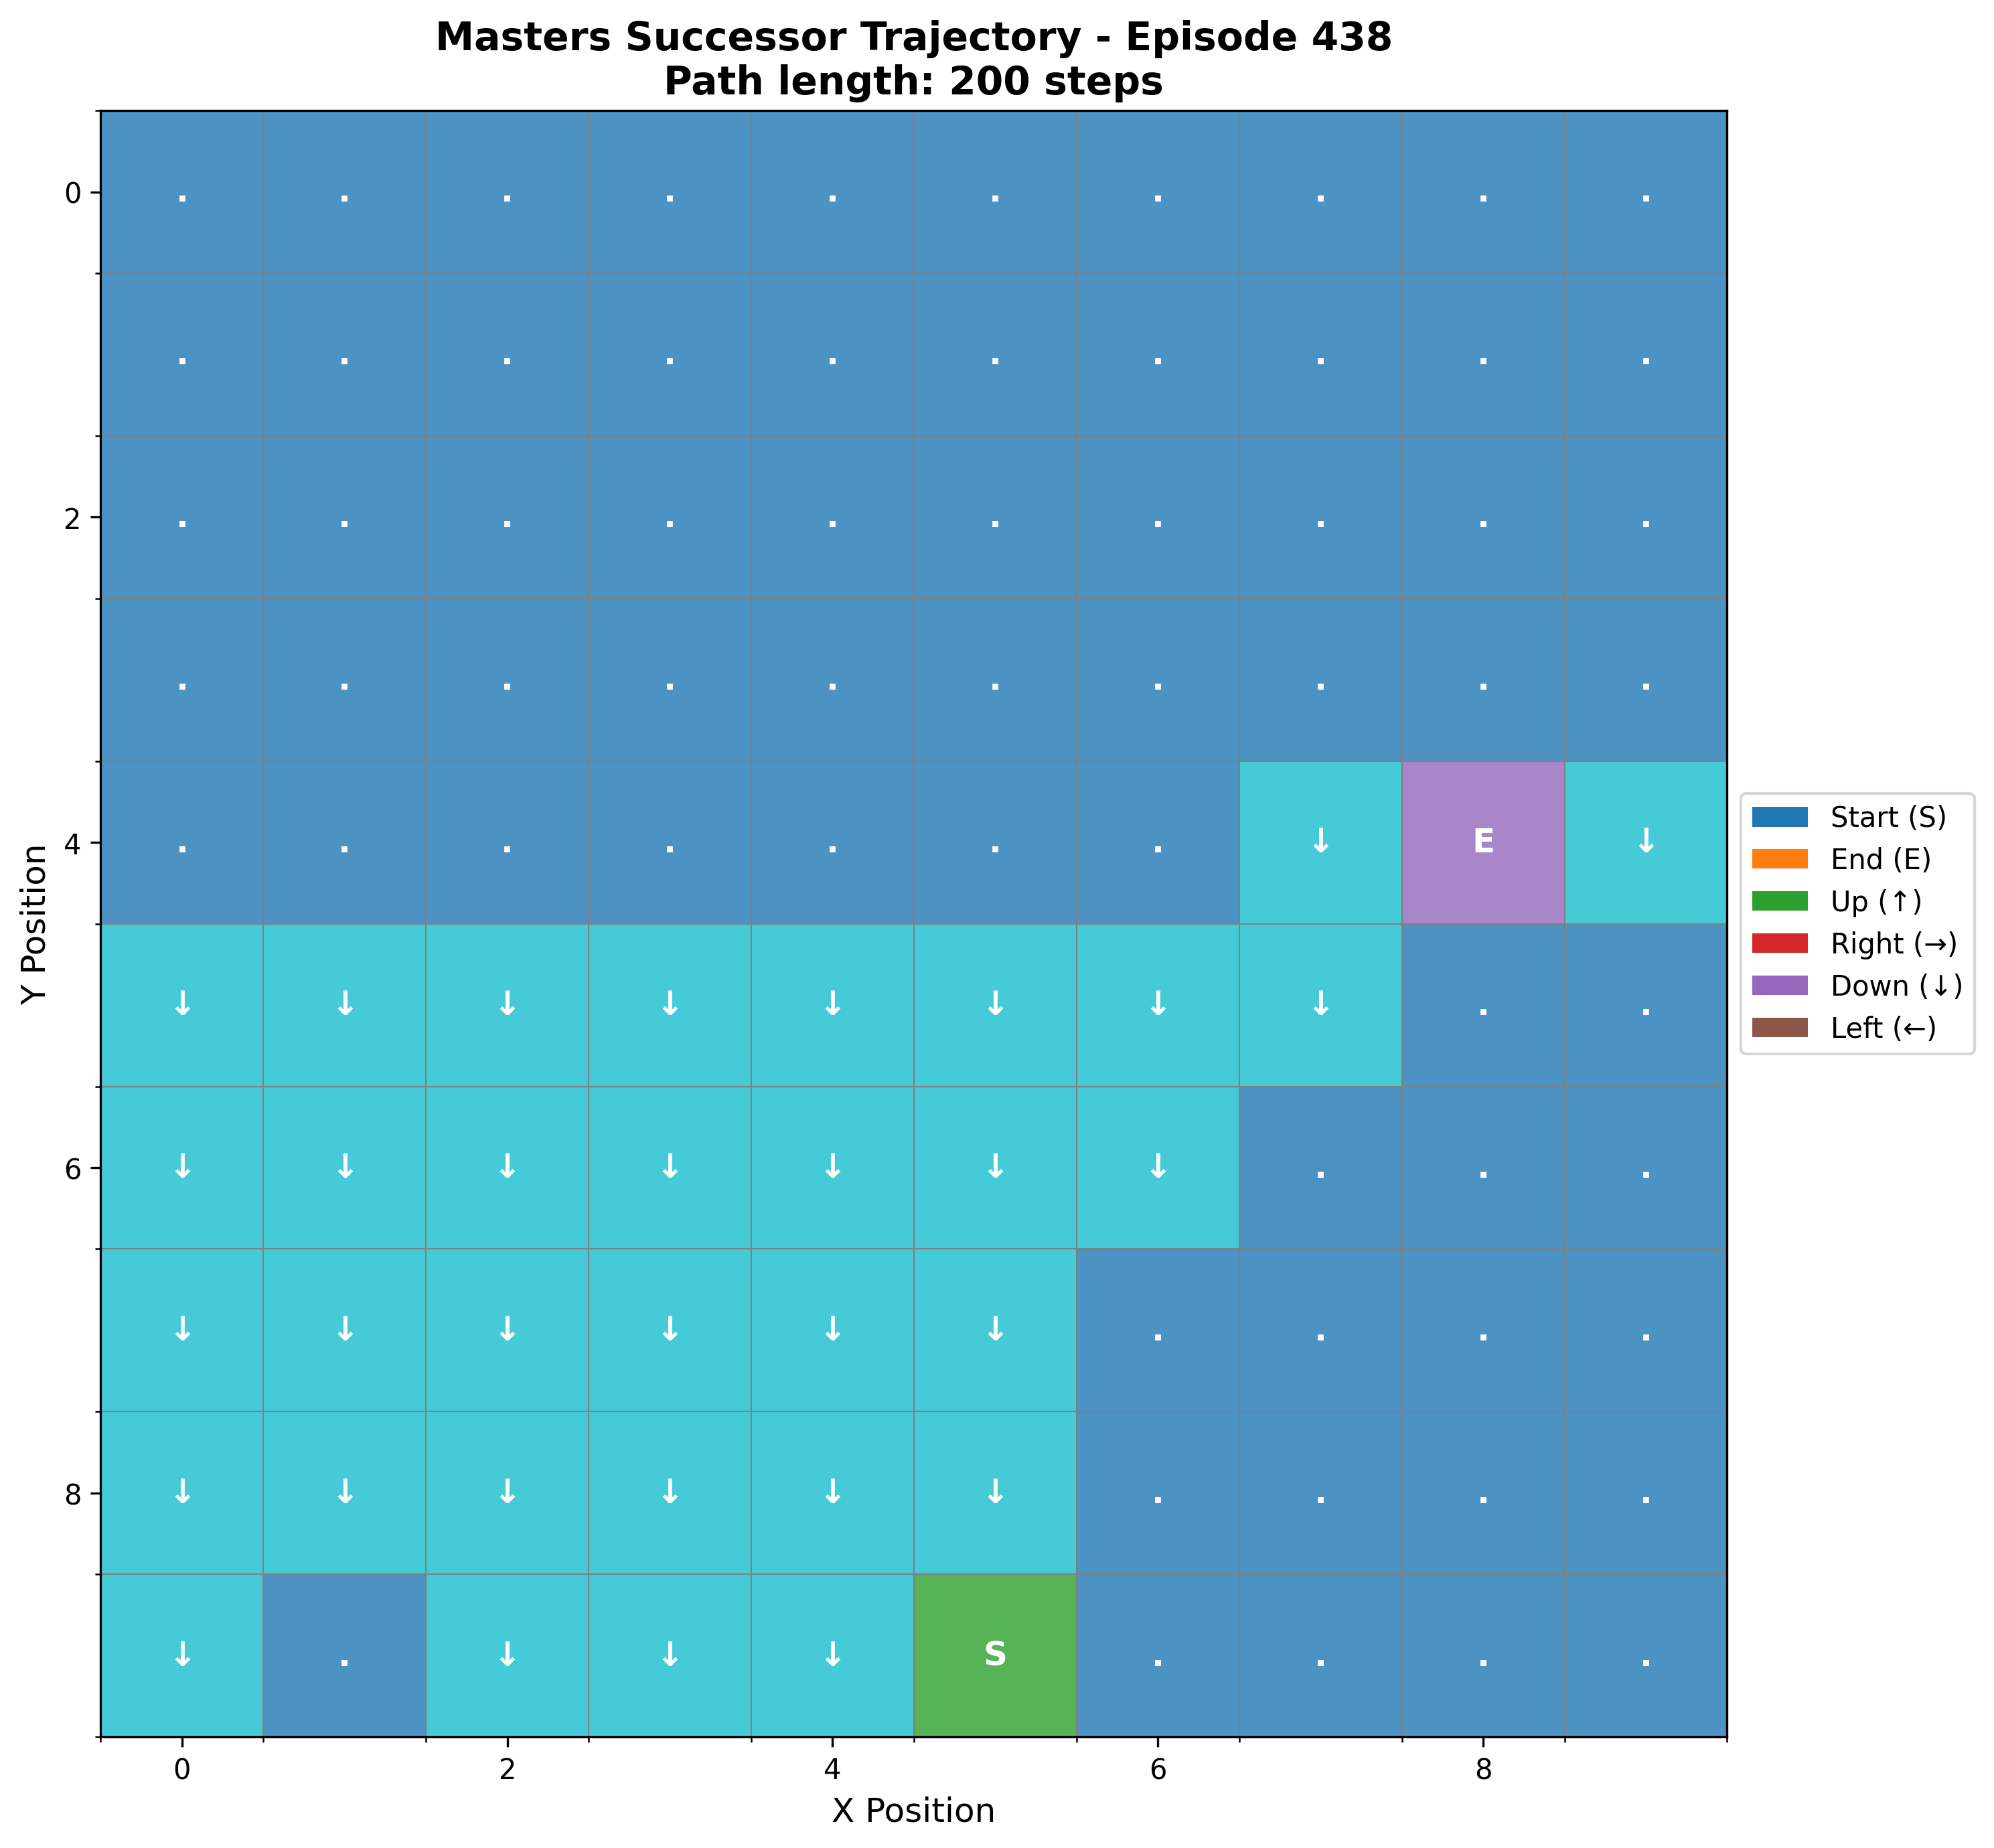 Masters Successor Trajectory - Episode 438
Path length: 200 steps
0 . . . . . . . . . .
. . . . . . . . . .
2 . . . . . . . . . .
. . . . . . . . . .
4 . . . . . . . ↓ E ↓
↓ ↓ ↓ ↓ ↓ ↓ ↓ ↓ . .
6 ↓ ↓ ↓ ↓ ↓ ↓ ↓ . . .
↓ ↓ ↓ ↓ ↓ ↓ . . . .
8 ↓ ↓ ↓ ↓ ↓ ↓ . . . .
↓ . ↓ ↓ ↓ S . . . .
0 2 4 6 8
X Position
Y Position
Start (S)
End (E)
Up (↑)
Right (→)
Down (↓)
Left (←)